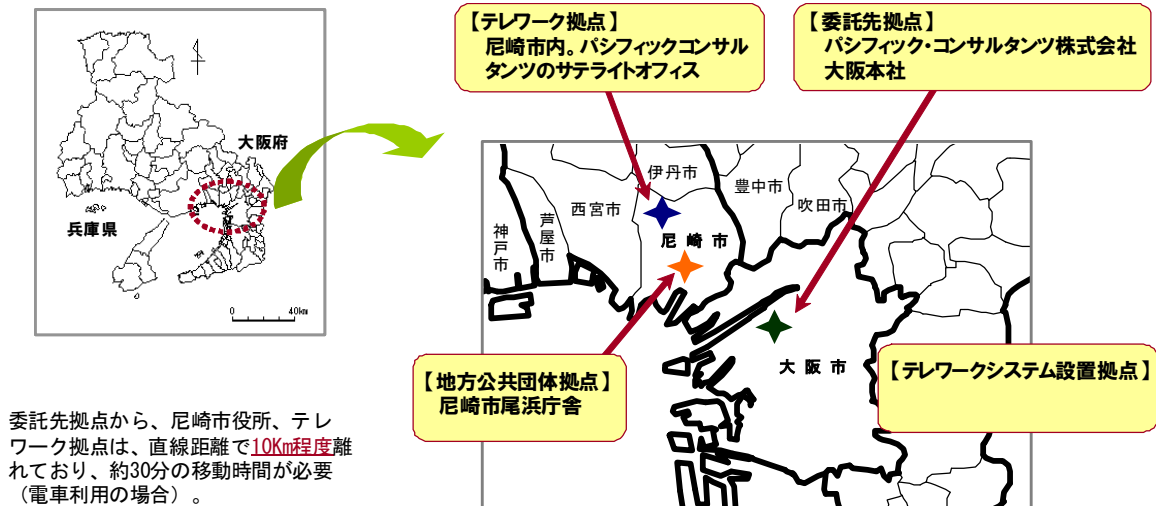 【テレワーク拠点】
尼崎市内。パシフィックコンサル
タンツのサテライトオフィス
【委託先拠点】
パシフィック・コンサルタンツ株式会社
大阪本社
大阪府
兵庫県
0 40km
伊丹市
豊中市
吹田市
西宮市
芦屋市
神戸市
尼崎市
大阪市
【地方公共団体拠点】
尼崎市尾浜庁舎
【テレワークシステム設置拠点】
委託先拠点から、尼崎市役所、テレ
ワーク拠点は、直線距離で10Km程度離
れており、約30分の移動時間が必要
（電車利用の場合）。